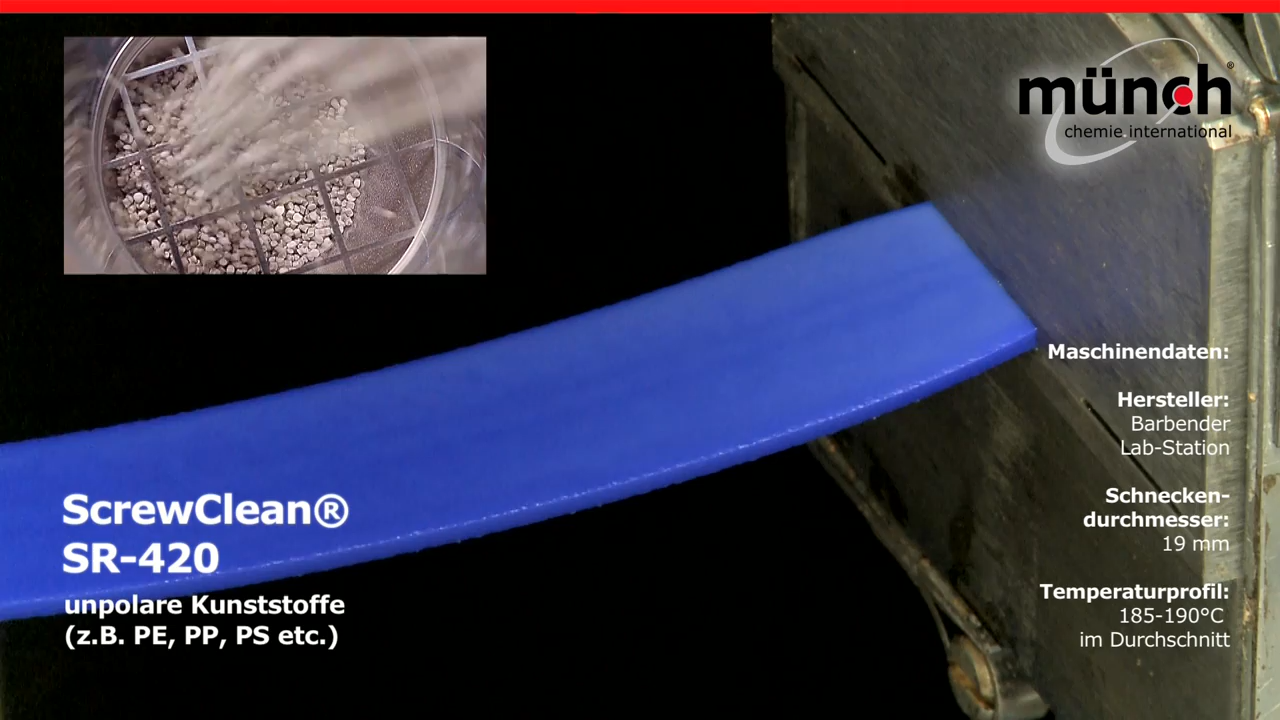 münch®
chemie international
Maschinendaten:
Hersteller:
Barbender
Lab-Station
Schnecken-
durchmesser:
19 mm
Temperaturprofil:
185-190°C
im Durchschnitt
ScrewClean®
SR-420
unpolare Kunststoffe
(z.B. PE, PP, PS etc.)